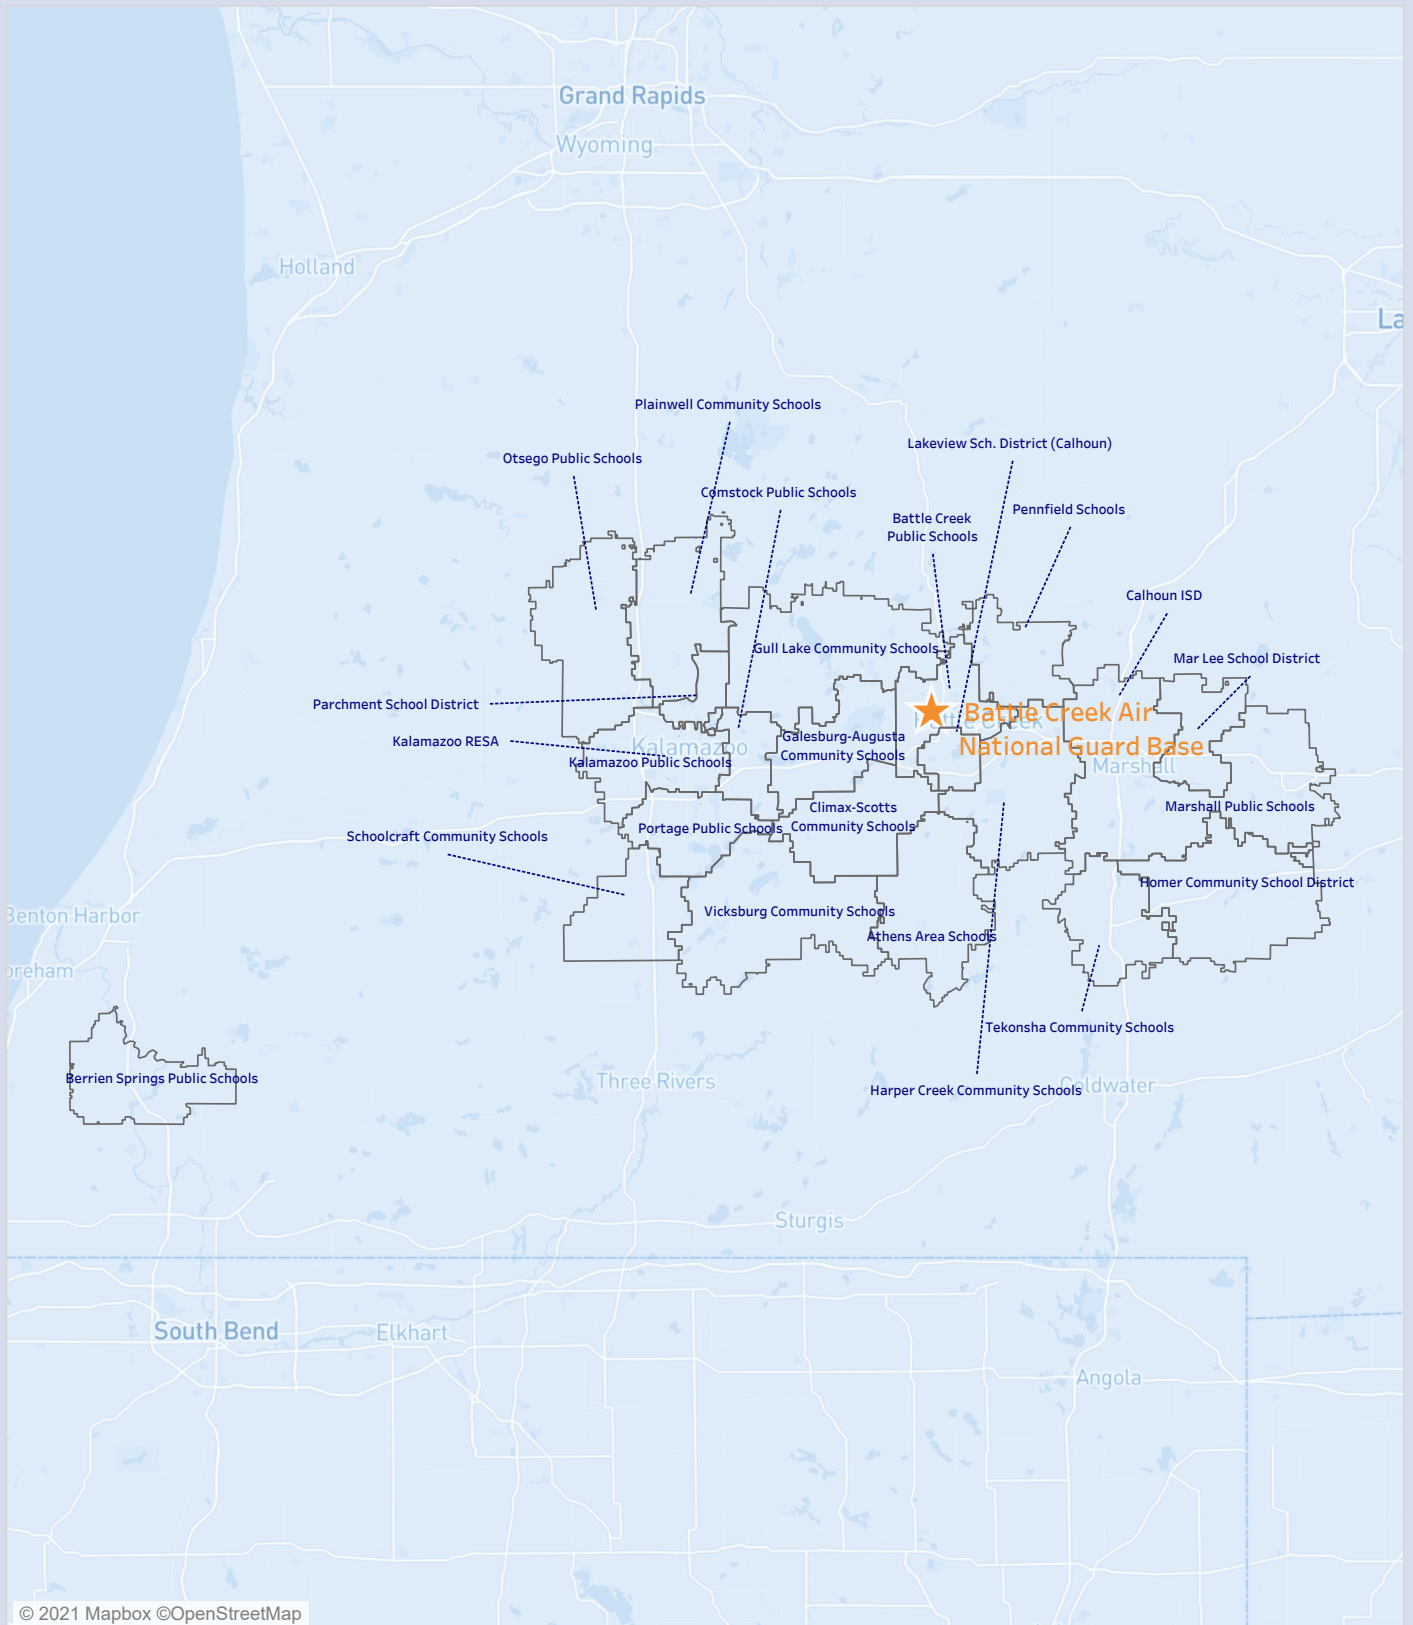 Grand Rapids
Wyoming
Holland
La
Plainwell Community Schools
Lakeview Sch. District (Calhoun)
Otsego Public Schools
Comstock Public Schools
Pennfield Schools
Battle Creek
Public Schools
Calhoun ISD
Gull Lake Community Schools
Mar Lee School District
Parchment School District
Battle Creek
Battle Creek Air
National Guard Base
Kalamazoo RESA
Kalamazoo
Galesburg-Augusta
Community Schools
Kalamazoo Public Schools
Marshall
Climax-Scotts
Community Schools
Marshall Public Schools
Portage Public Schools
Schoolcraft Community Schools
Homer Community School District
Benton Harbor
Vicksburg Community Schools
Athens Area Schools
oreham
Tekonsha Community Schools
Berrien Springs Public Schools
Three Rivers
Coldwater
Harper Creek Community Schools
Sturgis
South Bend
Elkhart
Angola
© 2021 Mapbox ©OpenStreetMap